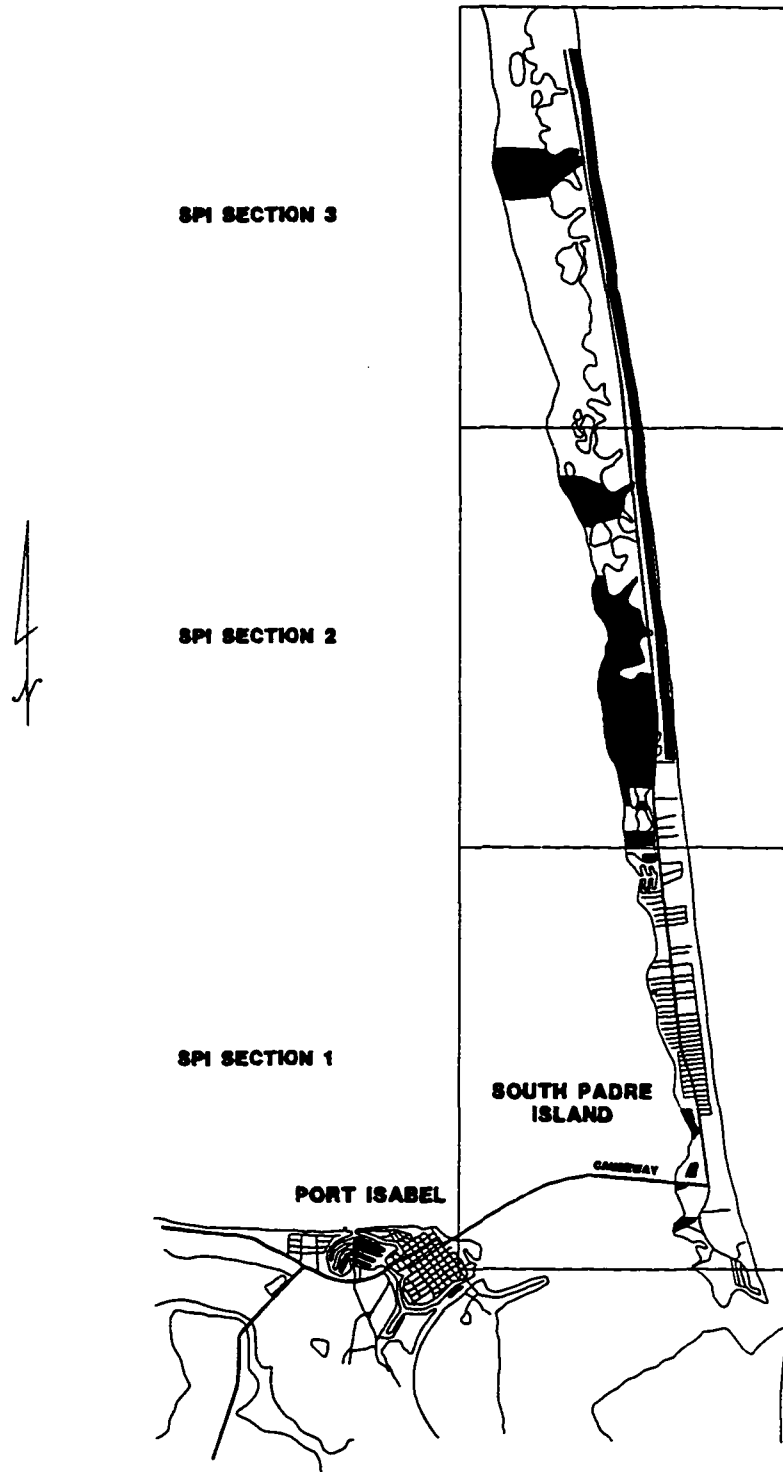 SPI SECTION 3
SPI SECTION 2
N
SPI SECTION 1
SOUTH PADRE
ISLAND
CAUSEWAY
PORT ISABEL